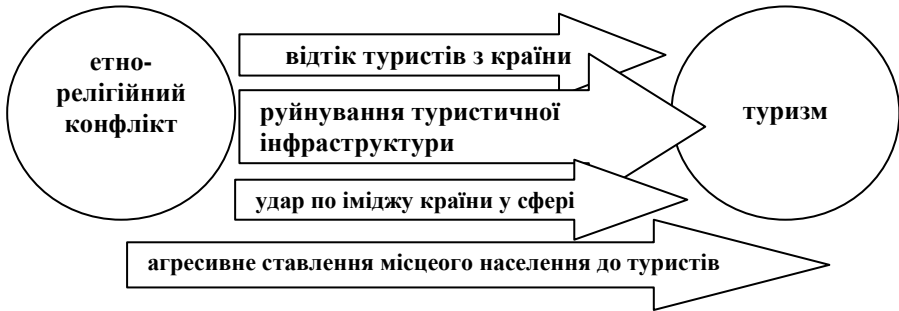 етно-
релігійний
конфлікт
відтік туристів з країни
руйнування туристичної
інфраструктури
удар по іміджу країни у сфері
агресивне ставлення місцеого населення до туристів
туризм